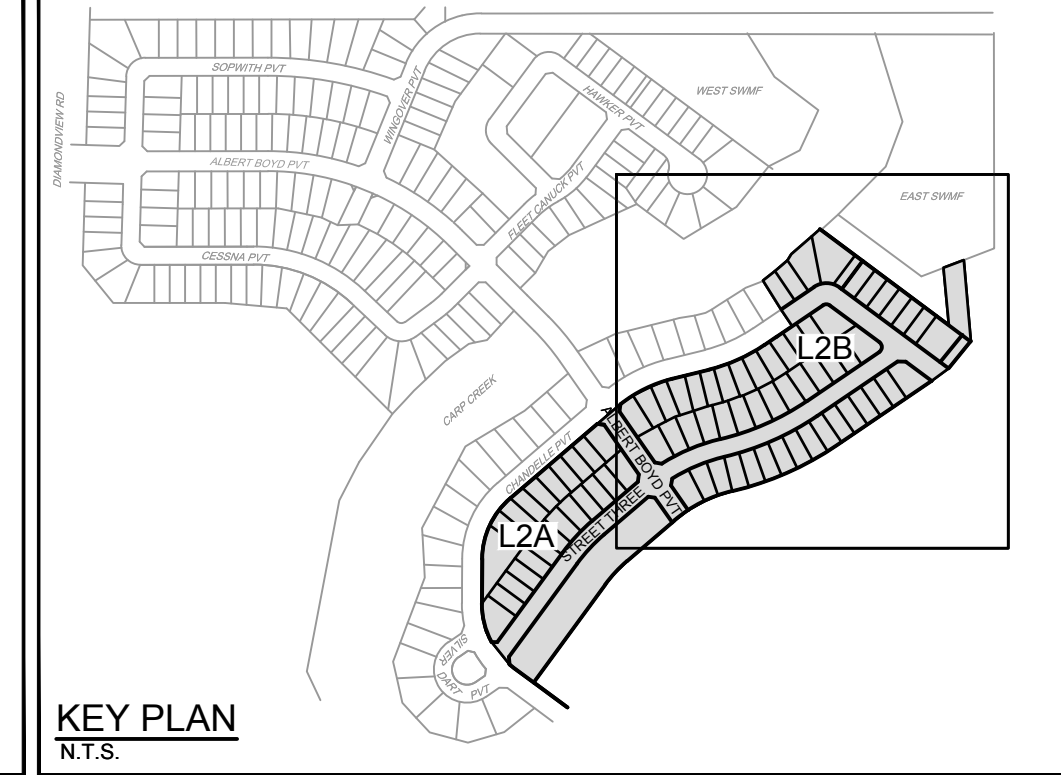 SOPWITH PVT
WINGOVER PVT
HAWKER PVT
WEST SWMF
DIAMONDVIEW RD
ALBERT BOYD PVT
FLEET CANUCK PVT
EAST SWMF
CESSNA PVT
L2B
CARP CREEK
ALBERT BOYD PVT
CHANDELLE PVT
L2A
STREET THREE
SILVER
DART PVT
KEY PLAN
N.T.S.